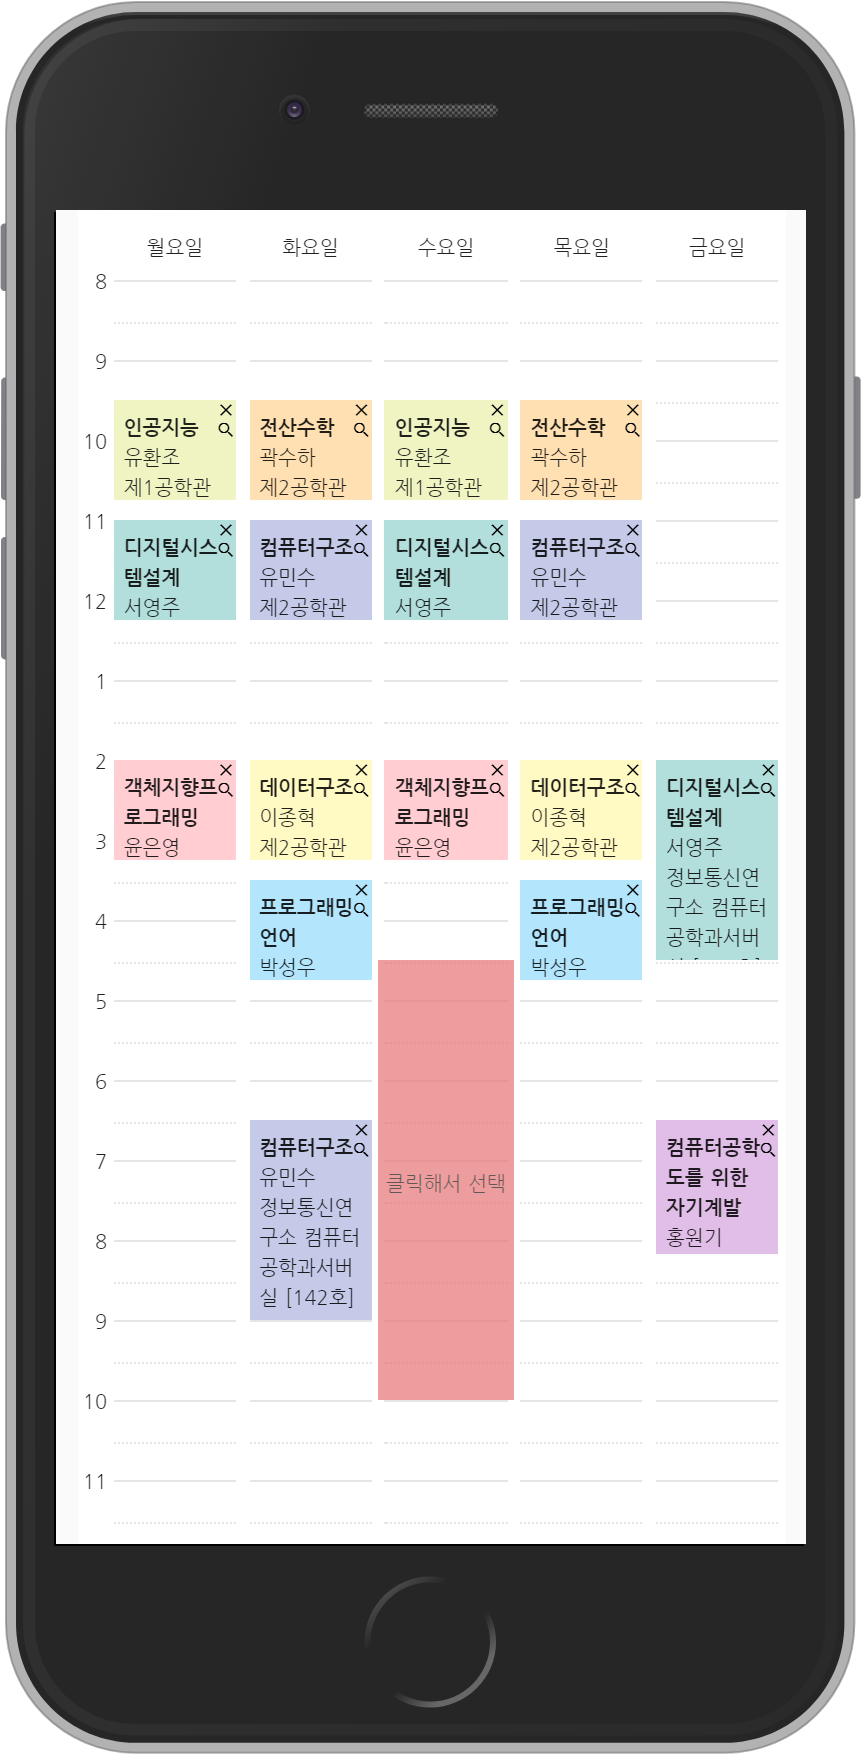 월요일
화요일
수요일
목요일
금요일
8
9
10
11
12
1
2
3
4
5
6
7
8
9
10
11
인공지능
유환조
제1공학관
디지털시스
템설계
서영주
객체지향프
로그래밍
윤은영
전산수학
곽수하
제2공학관
컴퓨터구조
유민수
제2공학관
데이터구조
이종혁
제2공학관
프로그래밍
언어
박성우
컴퓨터구조
유민수
정보통신연
구소 컴퓨터
공학과서버
실 [142호]
인공지능
유환조
제1공학관
디지털시스
템설계
서영주
객체지향프
로그래밍
윤은영
클릭해서 선택
전산수학
곽수하
제2공학관
컴퓨터구조
유민수
제2공학관
데이터구조
이종혁
제2공학관
프로그래밍
언어
박성우
디지털시스
템설계
서영주
정보통신연
구소 컴퓨터
공학과서버
컴퓨터공학
도를 위한
자기계발
홍원기